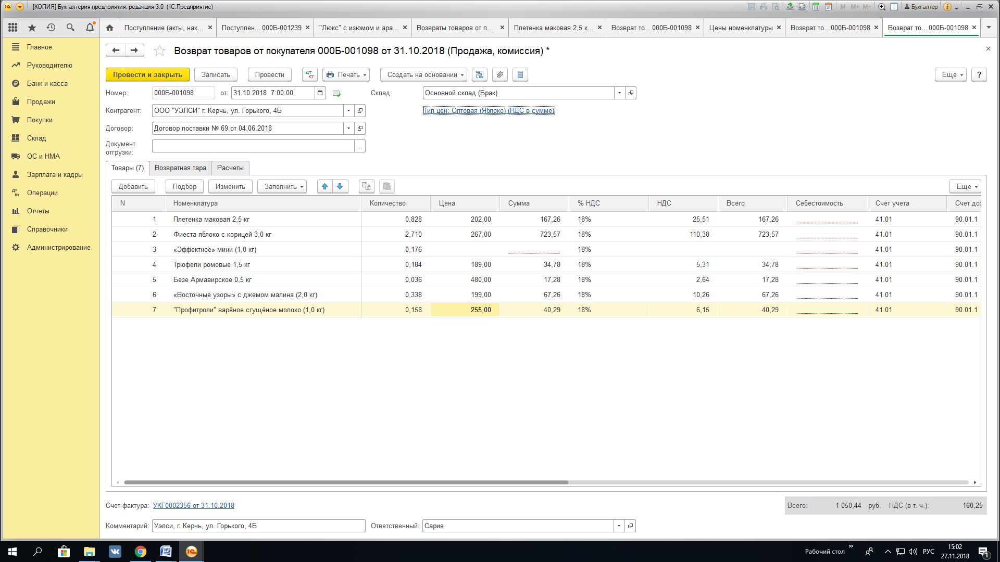 [КОПИЯ] Бухгалтерия предприятия, редакция 3.0 (1С:Предприятие)
M M+ M- Бухгалтер
Поступление (акты, нак... Поступлен... 000Б-001239 "Люкс" с изюмом и ара... Возвраты товаров от п... Плетенка маковая 2,5 к... Возврат то... 000Б-001098 Цены номенклатуры Возврат то...000Б-001098 Возврат то... 000Б-001098
Главное
Руководителю
Банк и касса
Продажи
Покупки
Склад
ОС и НМА
Зарплата и кадры
Операции
Отчеты
Справочники
Администрирование
Возврат товаров от покупателя 000Б-001098 от 31.10.2018 (Продажа, комиссия) *
Провести и закрыть Записать Провести Дт Кт Печать Создать на основании Еще ?
Номер: 000Б-001098 от: 31.10.2018 7:00:00 Склад: Основной склад (Брак)
Контрагент: ООО "УЭЛСИ" г. Керчь, ул. Горького, 4Б Тип цен: Оптовая (Яблоко) (НДС в сумме)
Договор: Договор поставки № 69 от 04.06.2018
Документ
отгрузки: ...
Товары (7) Возвратная тара Расчеты
Добавить Подбор Изменить Заполнить Еще
N Номенклатура Количество Цена Сумма % НДС НДС Всего Себестоимость Счет учета Счет до
1 Плетенка маковая 2,5 кг 0,828 202,00 167,26 18% 25,51 167,26 41.01 90.01.1
2 Фиеста яблоко с корицей 3,0 кг 2,710 267,00 723,57 18% 110,38 723,57 41.01 90.01.1
3 «Эффектное» мини (1,0 кг) 0,176 18% 41.01 90.01.1
4 Трюфели ромовые 1,5 кг 0,184 189,00 34,78 18% 5,31 34,78 41.01 90.01.1
5 Безе Армавирское 0,5 кг 0,036 480,00 17,28 18% 2,64 17,28 41.01 90.01.1
6 «Восточные узоры» с джемом малина (2,0 кг) 0,338 199,00 67,26 18% 10,26 67,26 41.01 90.01.1
7 "Профитроли" варёное сгущёное молоко (1,0 кг) 0,158 255,00 40,29 18% 6,15 40,29 41.01 90.01.1
Счет-фактура: УКГ0002356 от 31.10.2018 Всего: 1 050,44 руб. НДС (в т. ч.): 160,25
Комментарий: Уэлси, г. Керчь, ул. Горького, 4Б Ответственный: Сарие
Рабочий стол » РУС 15:02
27.11.2018 1